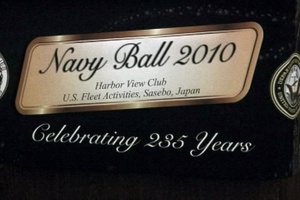 Navy Ball 2010
Harbor View Club
U.S. Fleet Activities, Sasebo, Japan
Celebrating 235 Years